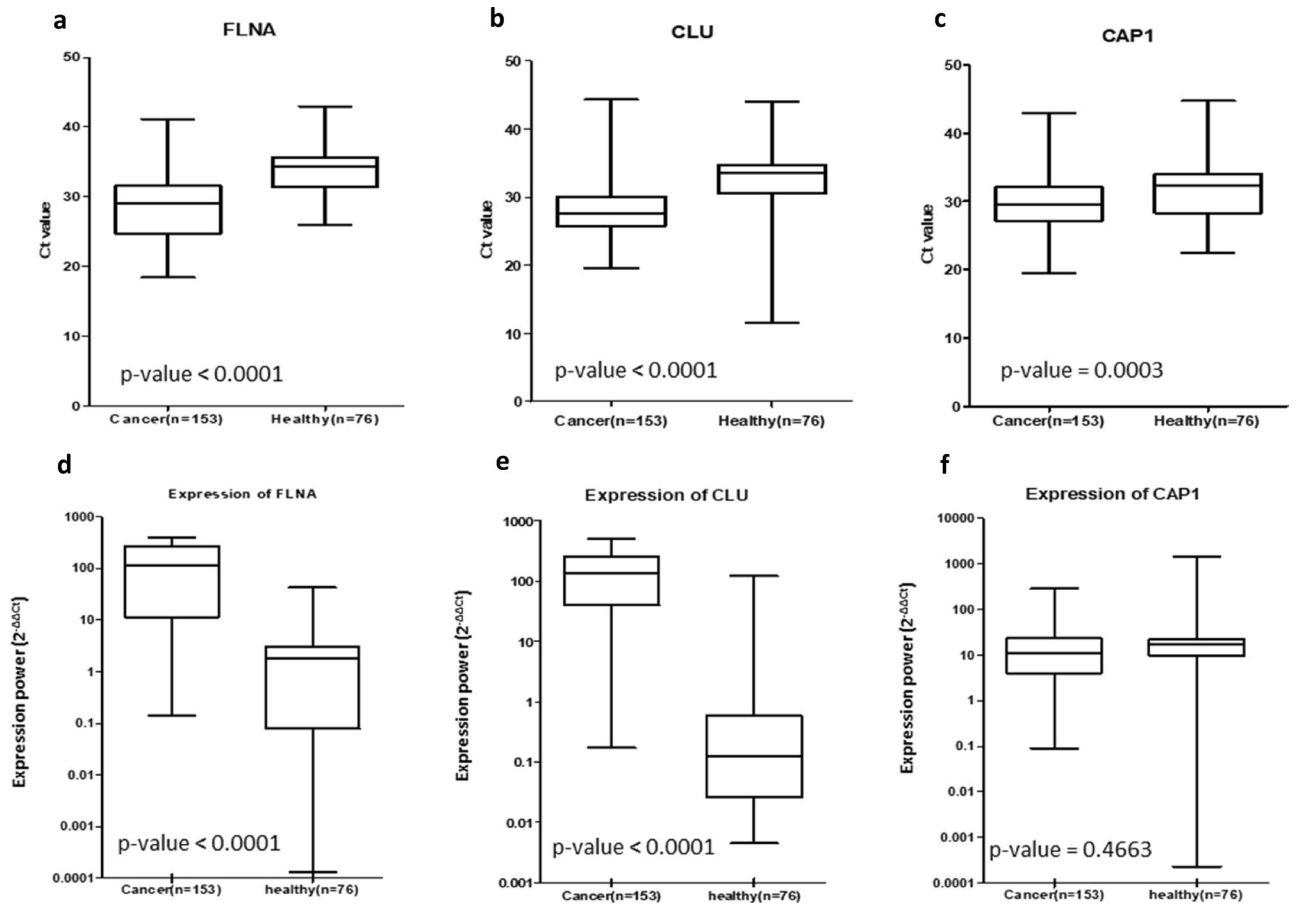 a
FLNA
50
40
30
20
10
0
Ct value
p-value < 0.0001
Cancer(n=153) Healthy(n=76)
b
CLU
50
40
30
20
10
0
Ct value
p-value < 0.0001
Cancer(n=153) Healthy(n=76)
c
CAP1
50
40
30
20
10
0
Ct value
p-value = 0.0003
Cancer(n=153) Healthy(n=76)
d
Expression of FLNA
1000
100
10
1
0.1
0.01
0.001
0.0001
Expression power (2-ΔΔCt)
p-value < 0.0001
Cancer(n=153) healthy(n=76)
e
Expression of CLU
1000
100
10
1
0.1
0.01
0.001
Expression power (2-ΔΔCt)
p-value < 0.0001
Cancer(n=153) healthy(n=76)
f
Expression of CAP1
10000
1000
100
10
1
0.1
0.01
0.001
0.0001
Expression power (2-ΔΔCt)
p-value = 0.4663
Cancer(n=153) healthy(n=76)